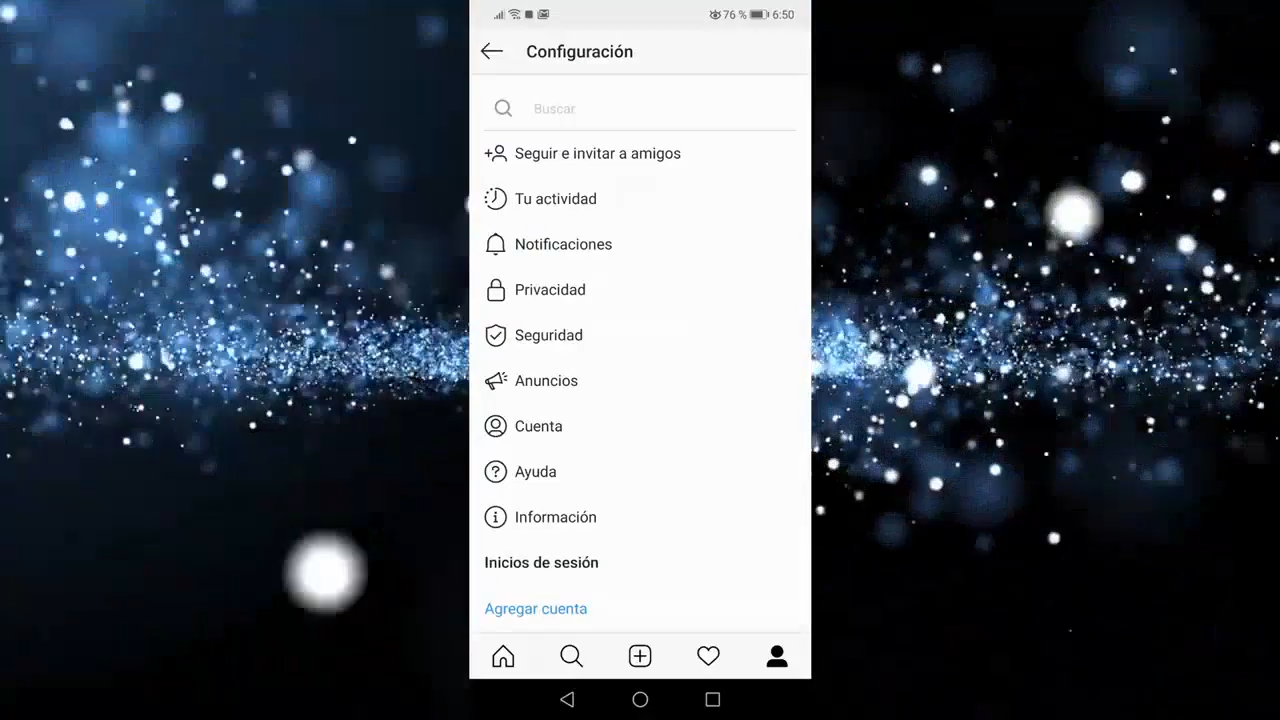 76 % 6:50
Configuración
Buscar
Seguir e invitar a amigos
Tu actividad
Notificaciones
Privacidad
Seguridad
Anuncios
Cuenta
Ayuda
Información
Inicios de sesión
Agregar cuenta